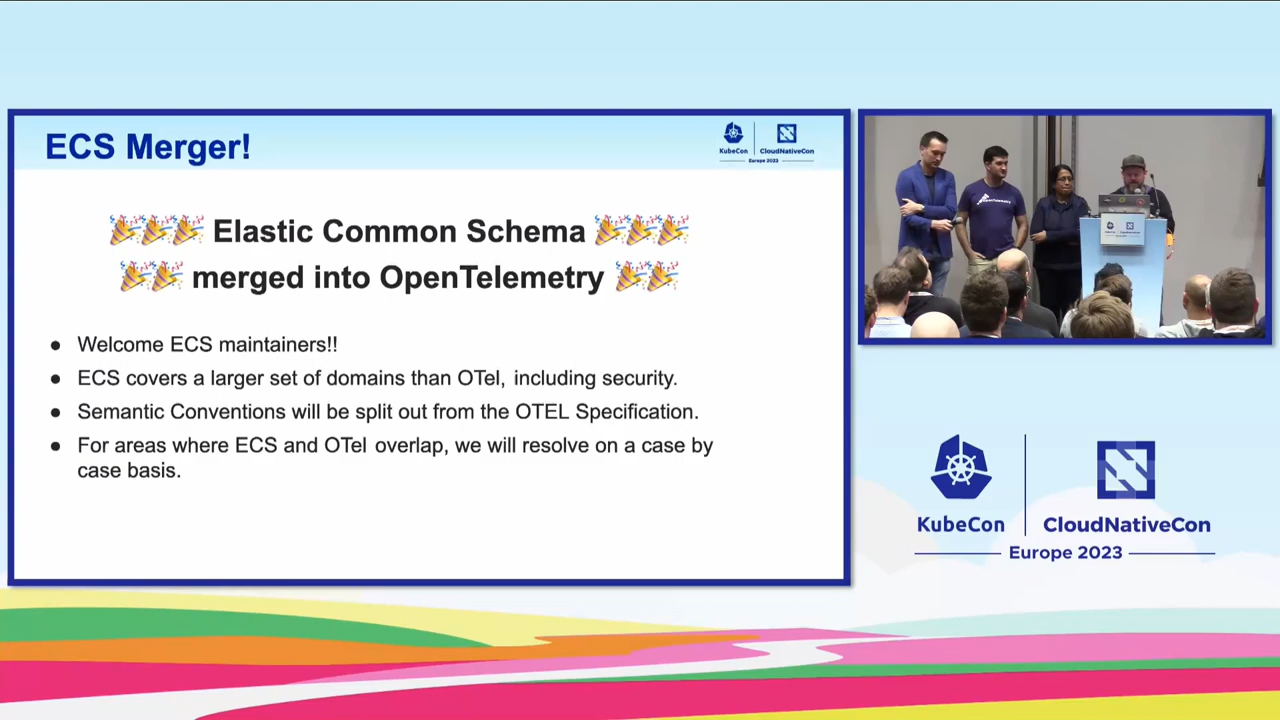 ECS Merger!
KubeCon
CloudNativeCon
Europe 2023
🎉🎉🎉 Elastic Common Schema 🎉🎉🎉
🎉🎉 merged into OpenTelemetry 🎉🎉
● Welcome ECS maintainers!!
● ECS covers a larger set of domains than OTel, including security.
● Semantic Conventions will be split out from the OTEL Specification.
● For areas where ECS and OTel overlap, we will resolve on a case by
case basis.
OpenTelemetry
KubeCon
CloudNativeCon
Europe 2023